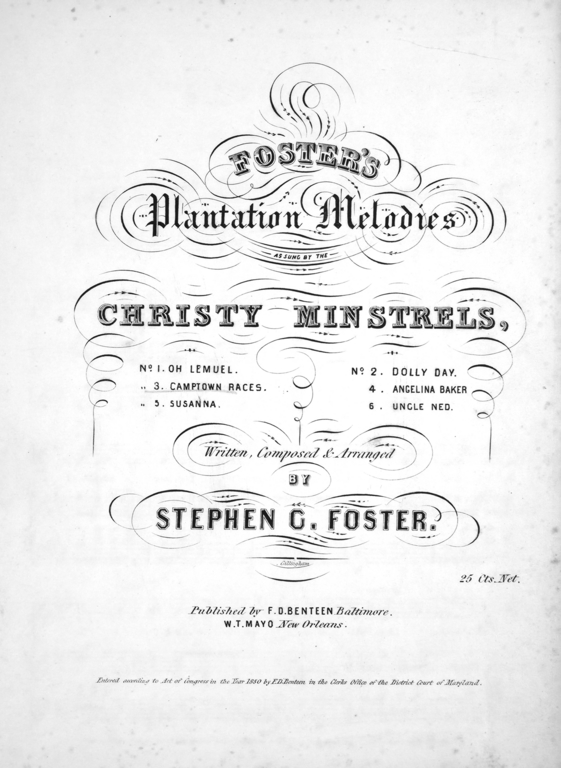 FOSTER'S
Plantation Melodies
AS SUNG BY THE
CHRISTY MINSTRELS,
No. 1. OH LEMUEL. No. 2. DOLLY DAY.
„ 3. CAMPTOWN RACES. 4. ANGELINA BAKER
„ 5. SUSANNA. 6. UNCLE NED.
Written, Composed & Arranged
BY
STEPHEN C. FOSTER.
25 Cts. Net.
Published by F. D. BENTEEN Baltimore.
W. T. MAYO New Orleans.
Entered according to Act of Congress in the Year 1850 by F. D. Benteen in the Clerks Office of the District Court of Maryland.